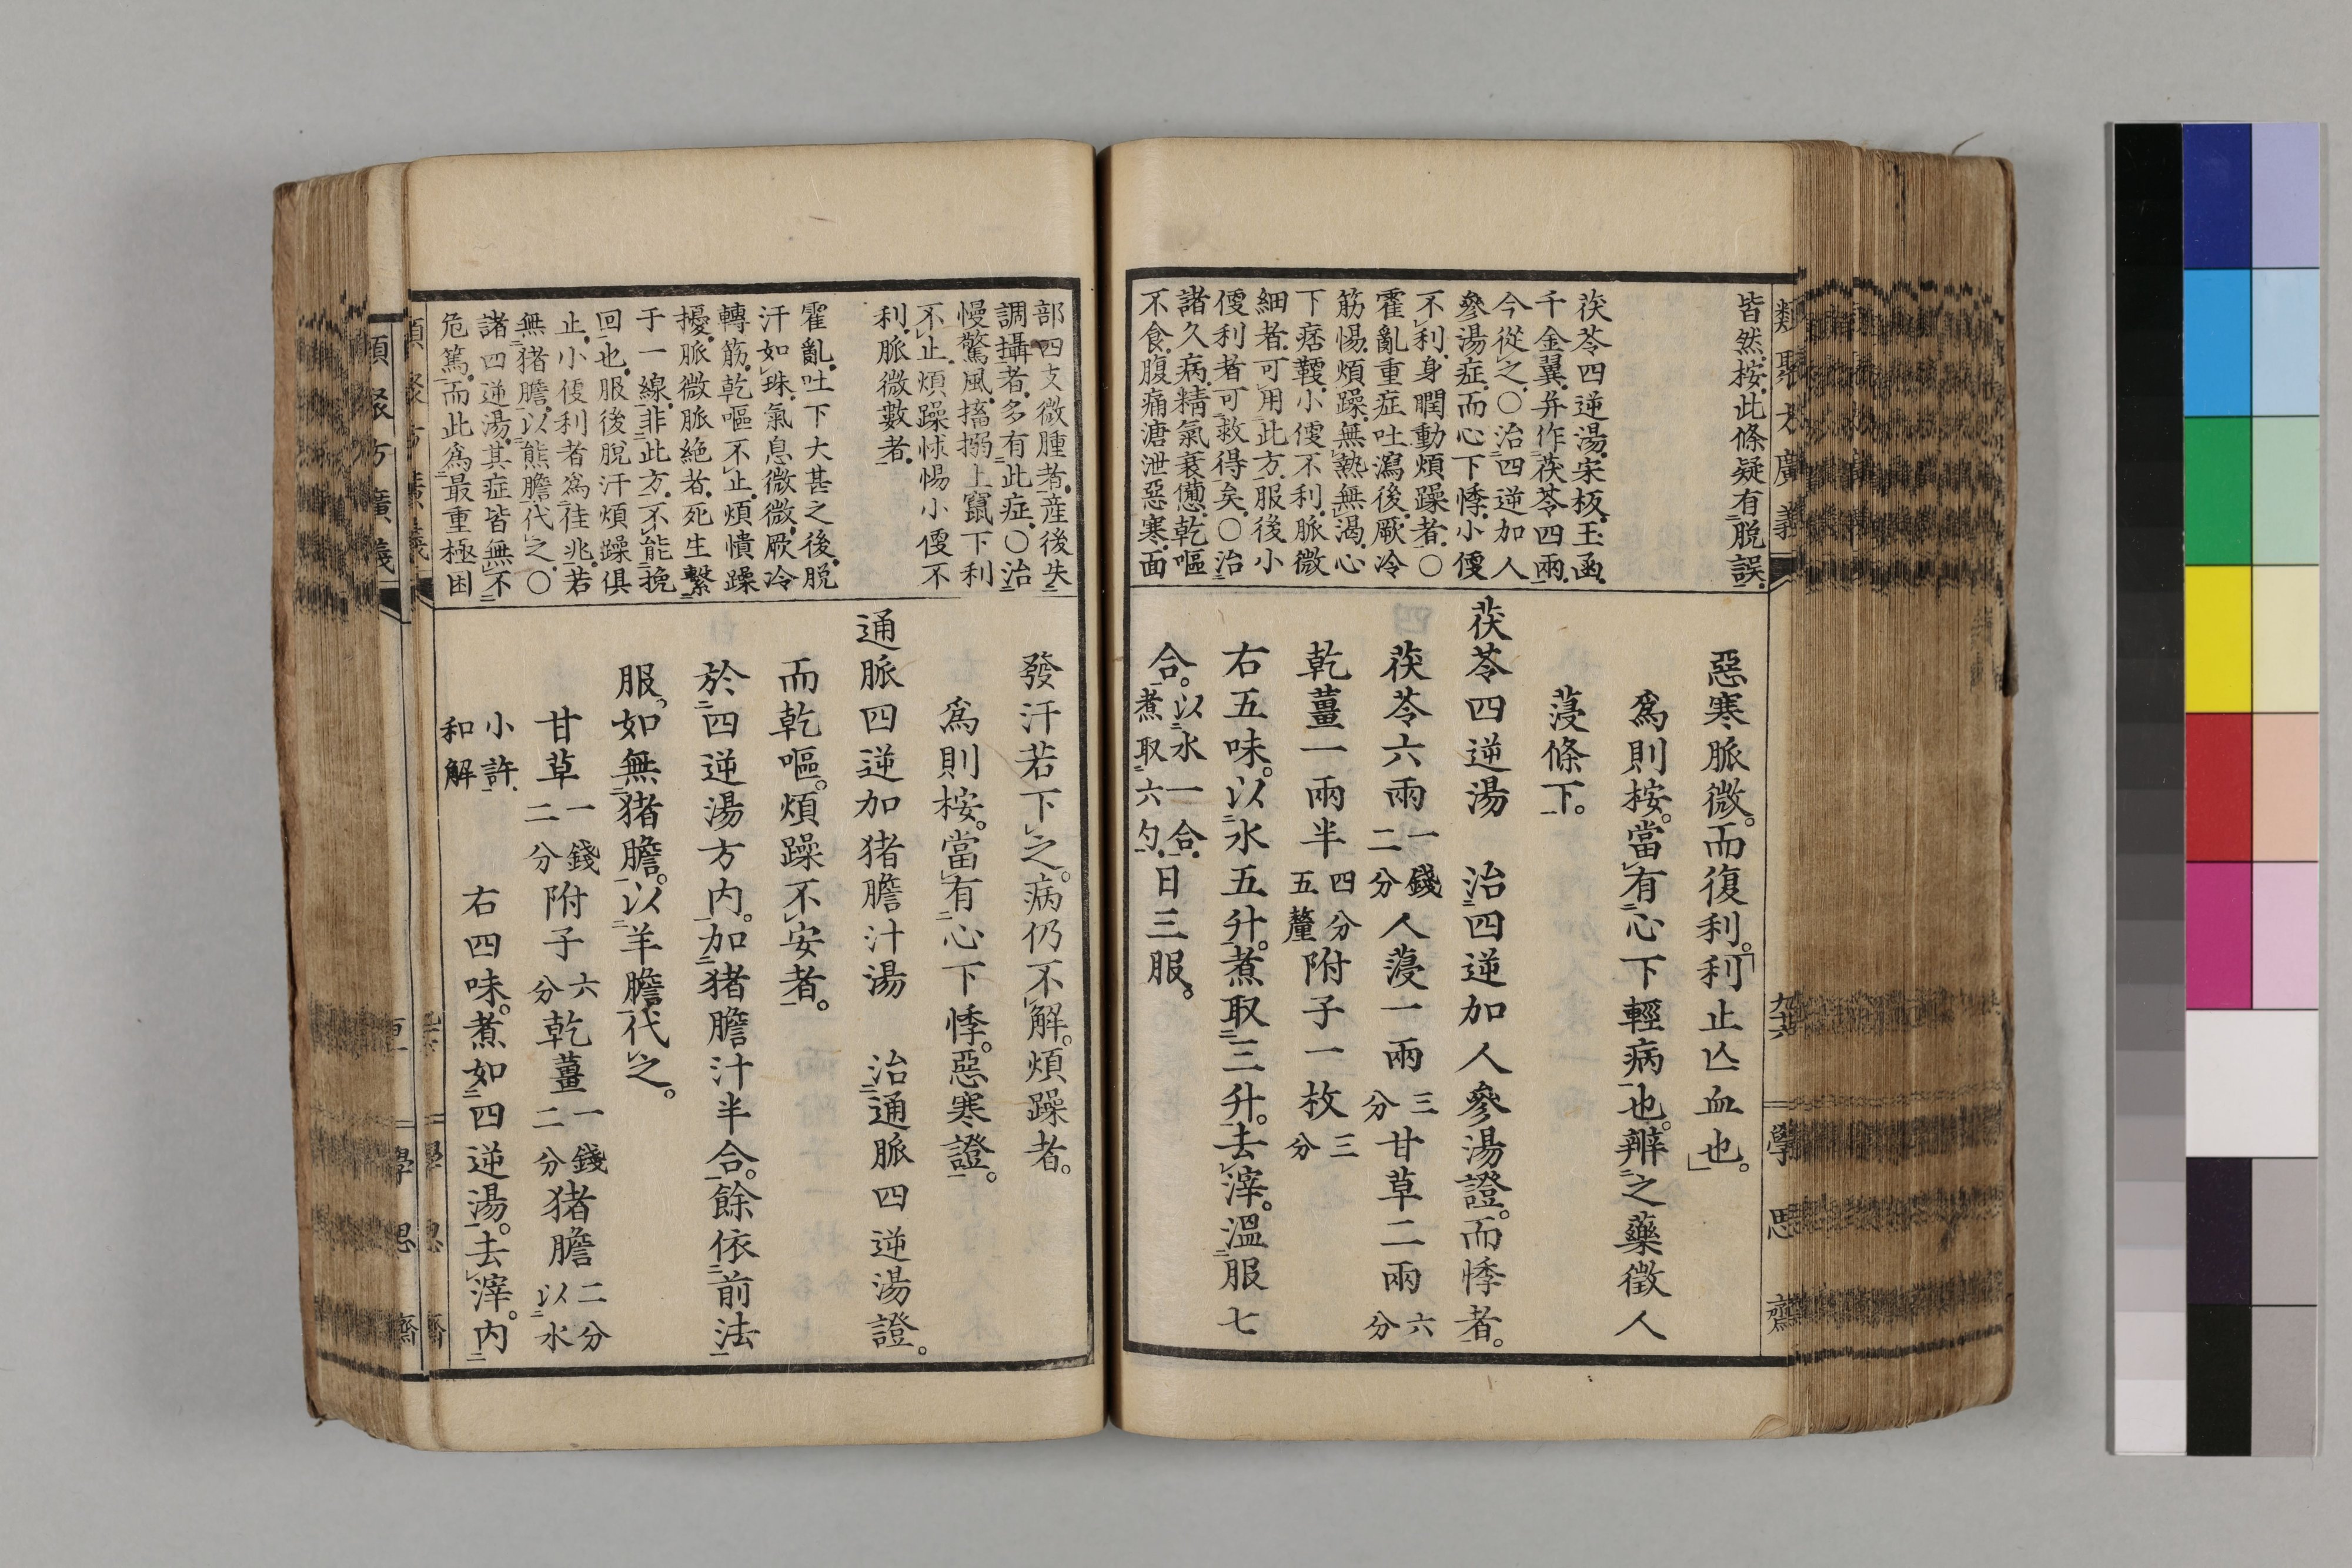 類聚方廣義
九十六
學思齋
皆然。按。此條疑有脱誤。
茯苓四逆湯。宋板。玉函。
千金翼。并作茯苓四兩。
今從之。○治四逆加人
參湯症。而心下悸。小便
不利。身瞤動煩躁者。○
霍亂重症。吐瀉後。厥冷
筋惕。煩躁。無熱無渴。心
下痞鞕。小便不利。脈微
細者。可用此方。服後小
便利者。可救得矣。○治
諸久病。精氣衰憊。乾嘔
不食。腹痛溏泄惡寒。面
惡寒脈微。而復利。利止亡血也。
爲則按。當有心下輕病也。辨之藥徵人
葠條下。
茯苓四逆湯　治四逆加人參湯證。而悸者。
茯苓六兩一錢二分人葠一兩三分甘草二兩六分
乾薑一兩半四分五釐附子一枚三分
右五味。以水五升。煮取三升。去滓。溫服七
合。以水一合。煮取六勺。日三服。
部四支微腫者。産後失
調攝者。多有此症。○治
慢驚風。搐搦上竄。下利
不止。煩躁怵惕小便不
利。脈微數者。
霍亂。吐下大甚之後。脱
汗如珠。氣息微微。厥冷
轉筋。乾嘔不止。煩憒躁
擾。脈微脈絶者。死生繫
于一線。非此方。不能挽
回也。服後脱汗煩躁俱
止。小便利者爲佳兆。若
無猪膽。以熊膽代之。○
諸四逆湯。其症皆無不
危篤。而此爲最重極困
發汗若下之。病仍不解。煩躁者。
爲則按。當有心下悸。惡寒證。
通脈四逆加猪膽汁湯　治通脈四逆湯證。
而乾嘔。煩躁不安者。
於四逆湯方内。加猪膽汁半合。餘依前法
服。如無猪膽。以羊膽代之。
甘草一錢二分附子六分乾薑一錢二分猪膽二分以水
小許和解　右四味。煮如四逆湯。去滓。内